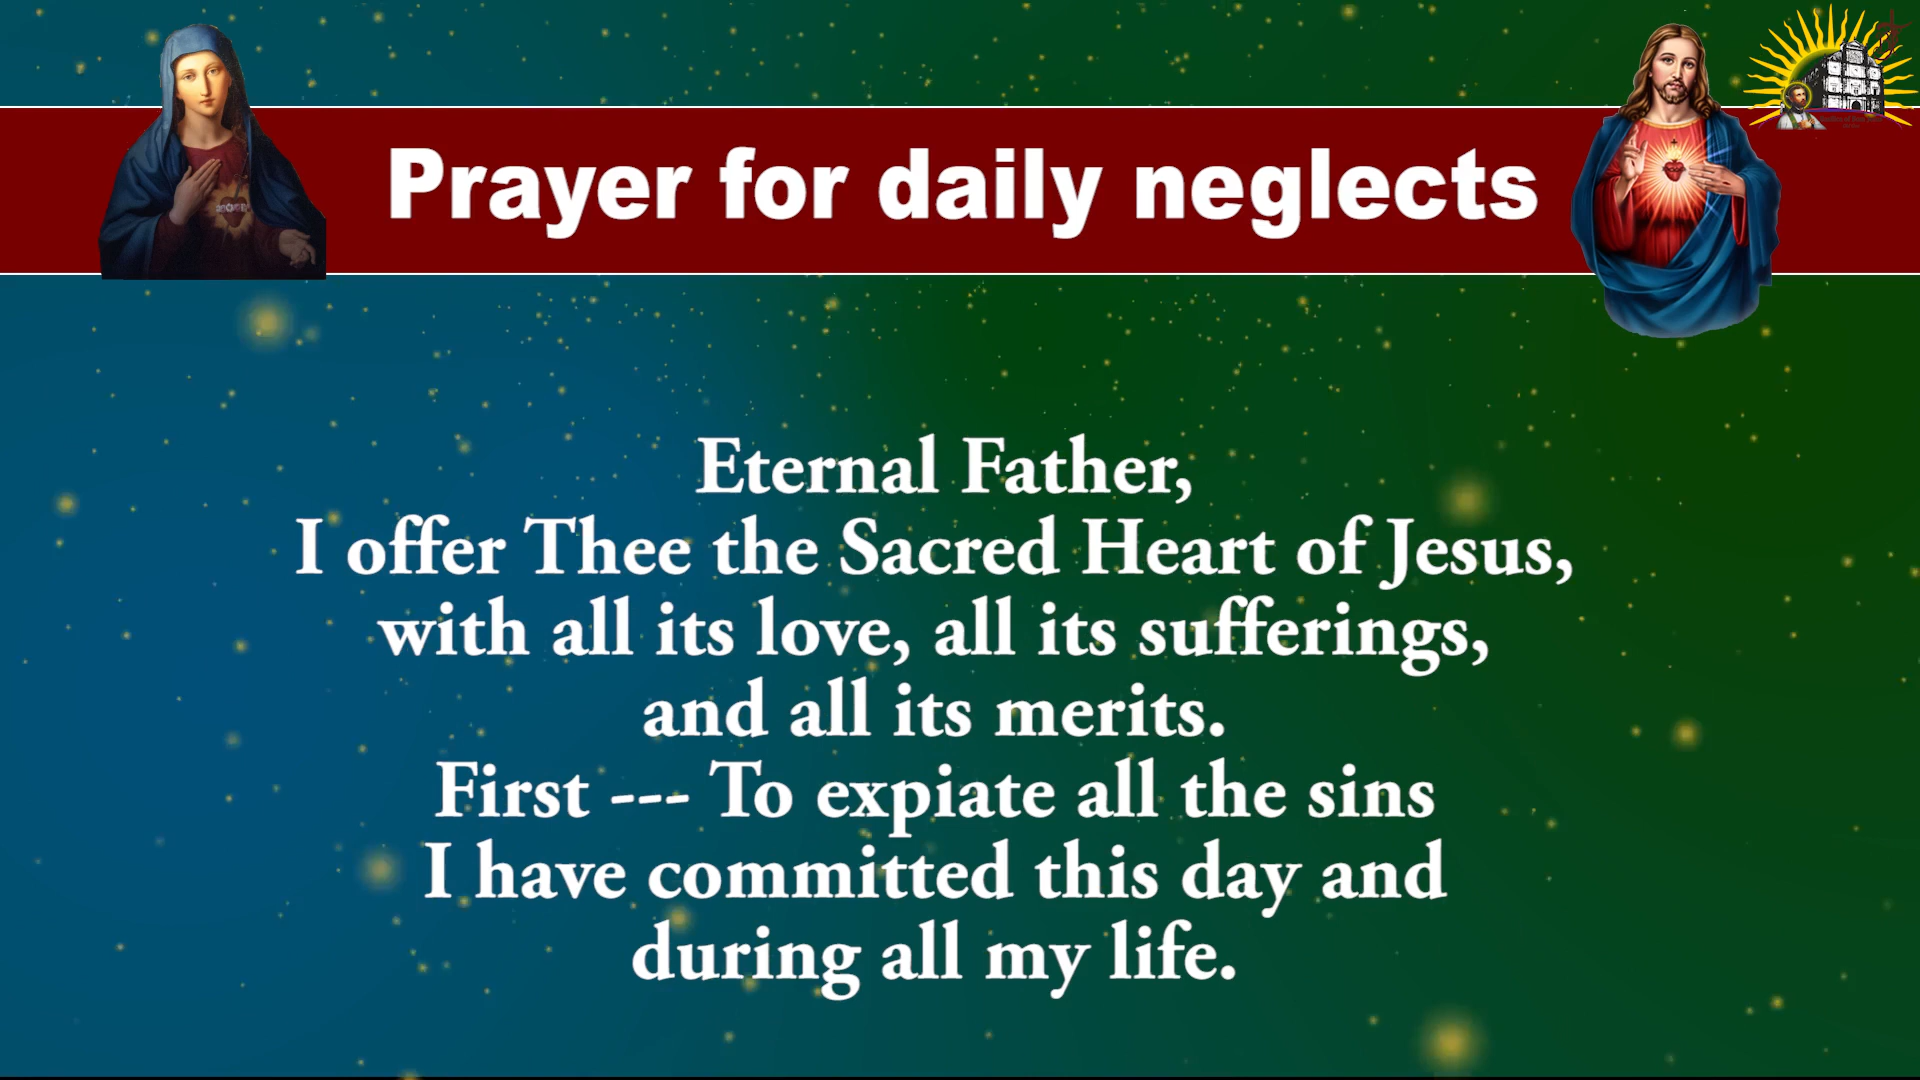 Prayer for daily neglects
Eternal Father,
I offer Thee the Sacred Heart of Jesus,
with all its love, all its sufferings,
and all its merits.
First --- To expiate all the sins
I have committed this day and
during all my life.